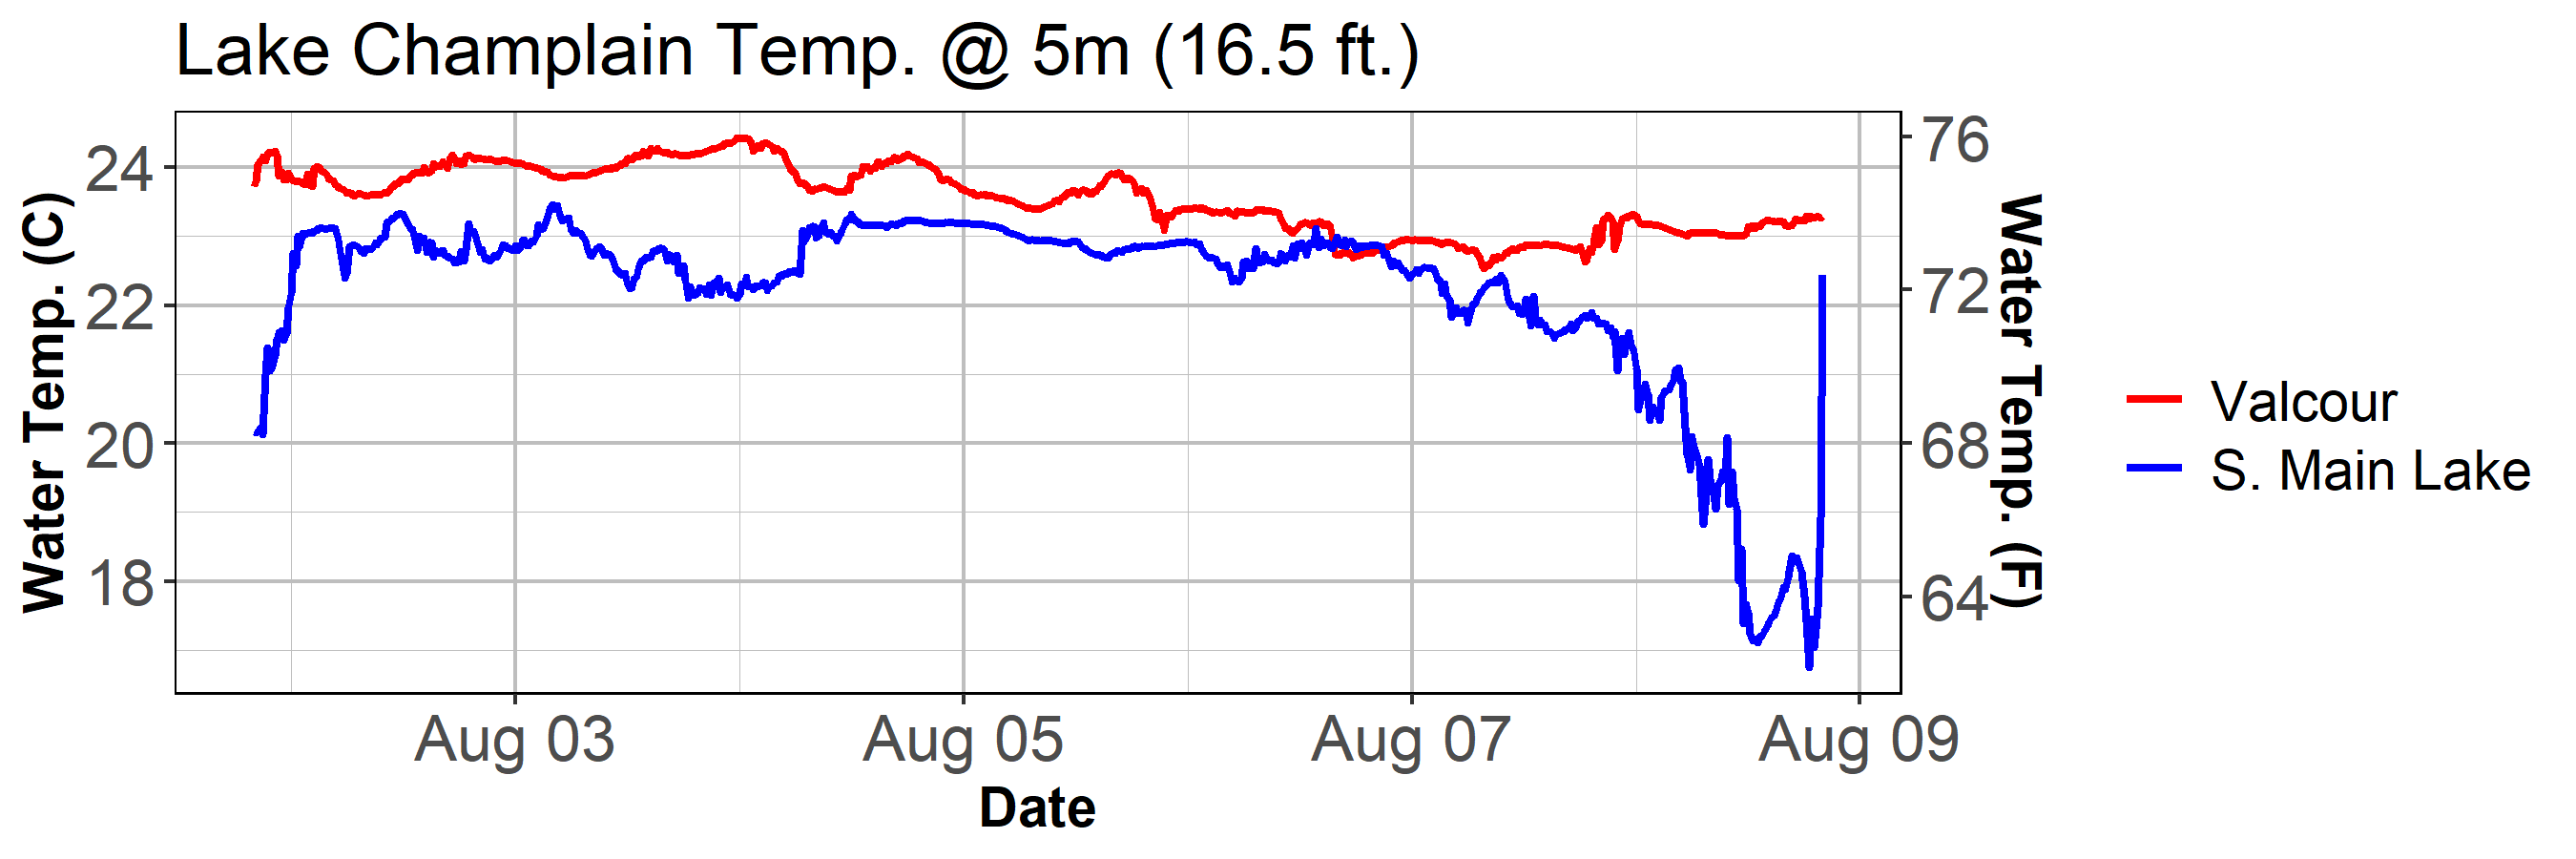 Lake Champlain Temp. @ 5m (16.5 ft.)
Water Temp. (C)
24
22
20
18
76
72
68
64
Water Temp. (F)
Aug 03
Aug 05
Aug 07
Aug 09
Date
Valcour
S. Main Lake